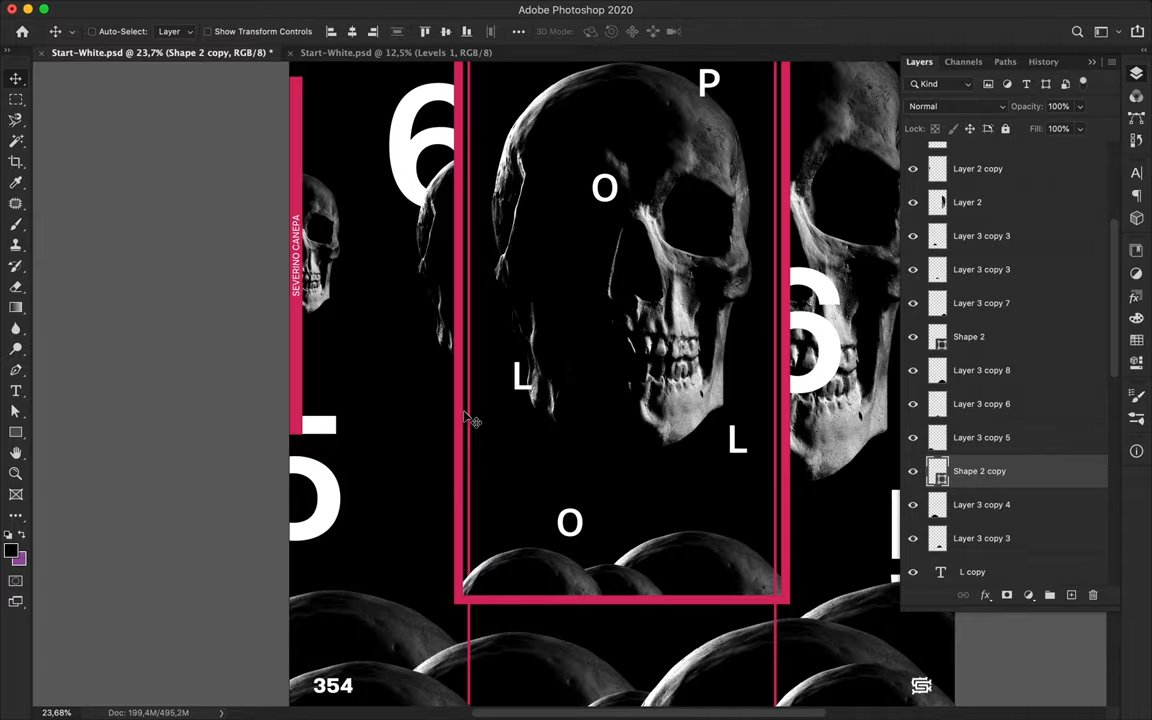 Adobe Photoshop 2020
Auto-Select: Layer Show Transform Controls 3D Mode:
Start-White.psd @ 23,7% (Shape 2 copy, RGB/8) * Start-White.psd @ 12,5% (Levels 1, RGB/8)
Layers Channels Paths History
Kind
Normal Opacity: 100%
Lock: Fill: 100%
Layer 2 copy
Layer 2
Layer 3 copy 3
Layer 3 copy 3
Layer 3 copy 7
Shape 2
Layer 3 copy 8
Layer 3 copy 6
Layer 3 copy 5
Shape 2 copy
Layer 3 copy 4
Layer 3 copy 3
L copy
6
P
O
SEVERINO CANEPA
6
L
L
5
O
354
23,68% Doc: 199,4M/495,2M